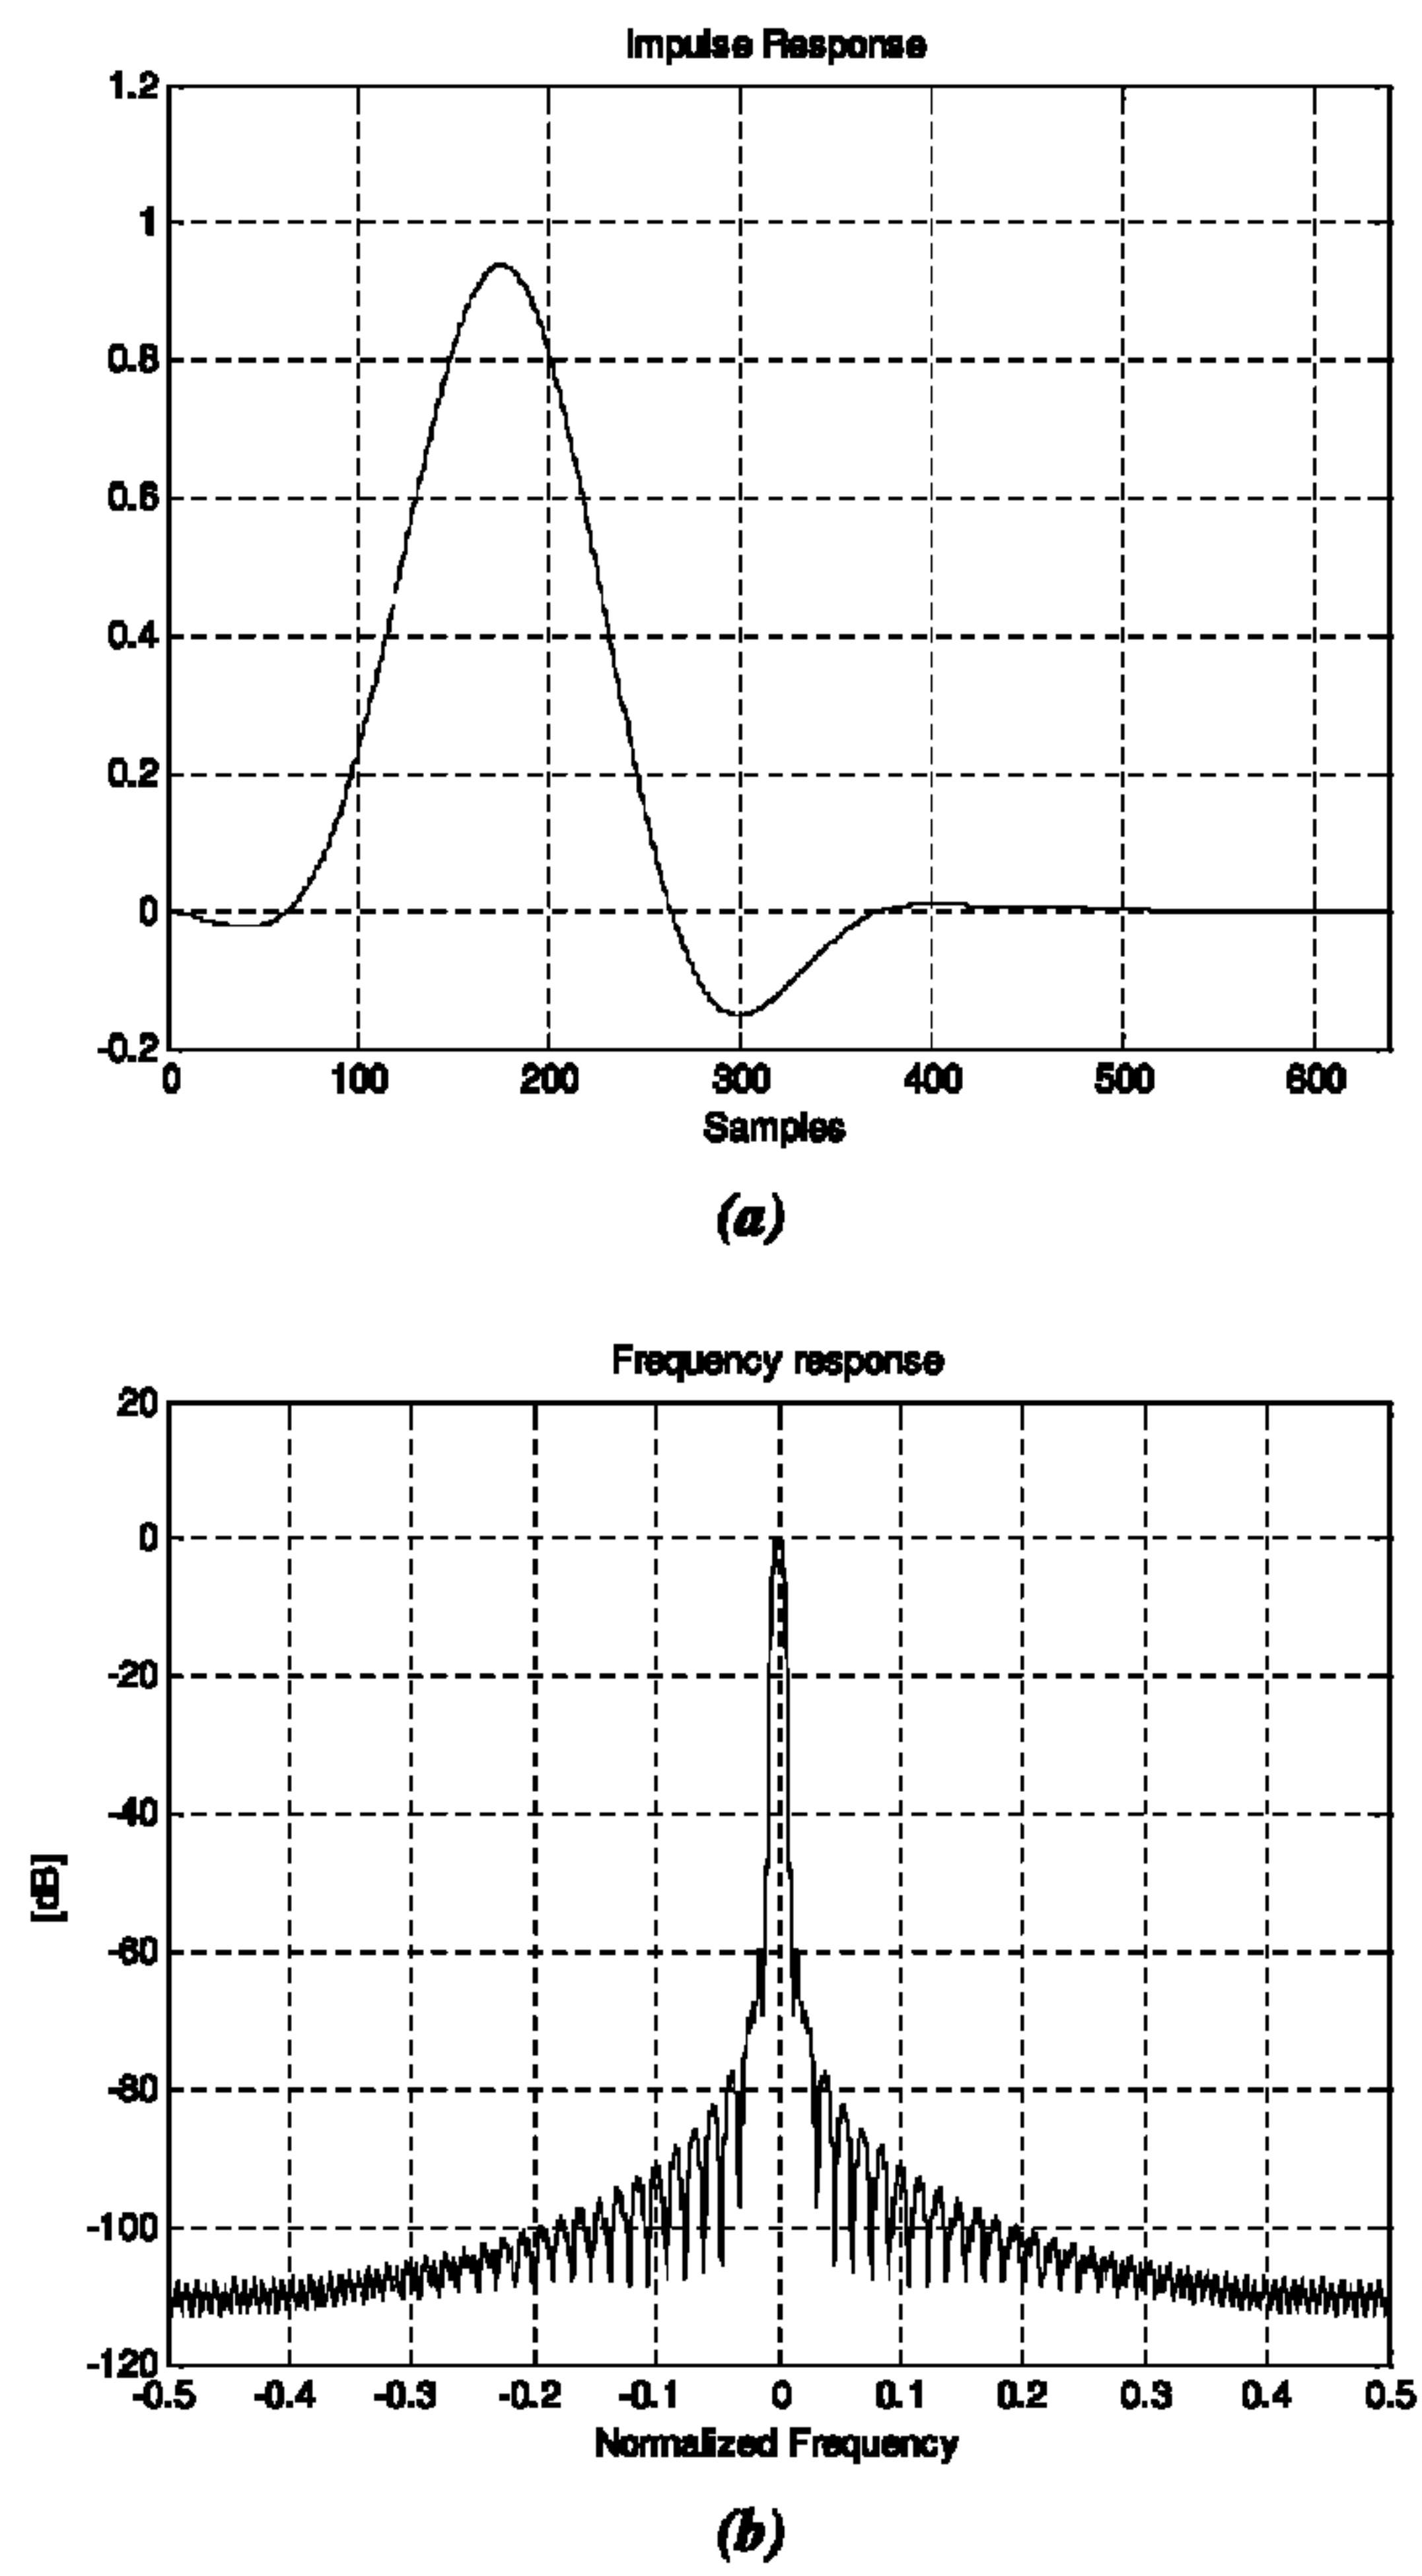 Impulse Response
1.2
1
0.8
0.6
0.4
0.2
0
-0.2
0 100 200 300 400 500 600
Samples
(a)
Frequency response
20
0
-20
-40
-60
-80
-100
-120
[dB]
-0.5 -0.4 -0.3 -0.2 -0.1 0 0.1 0.2 0.3 0.4 0.5
Normalized Frequency
(b)